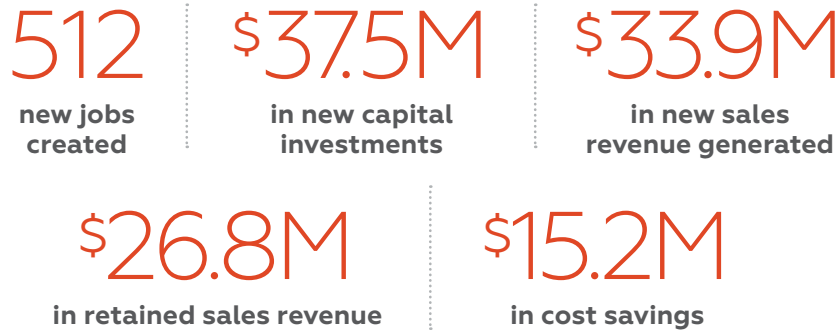 512
new jobs
created
$37.5M
in new capital
investments
$33.9M
in new sales
revenue generated
$26.8M
in retained sales revenue
$15.2M
in cost savings